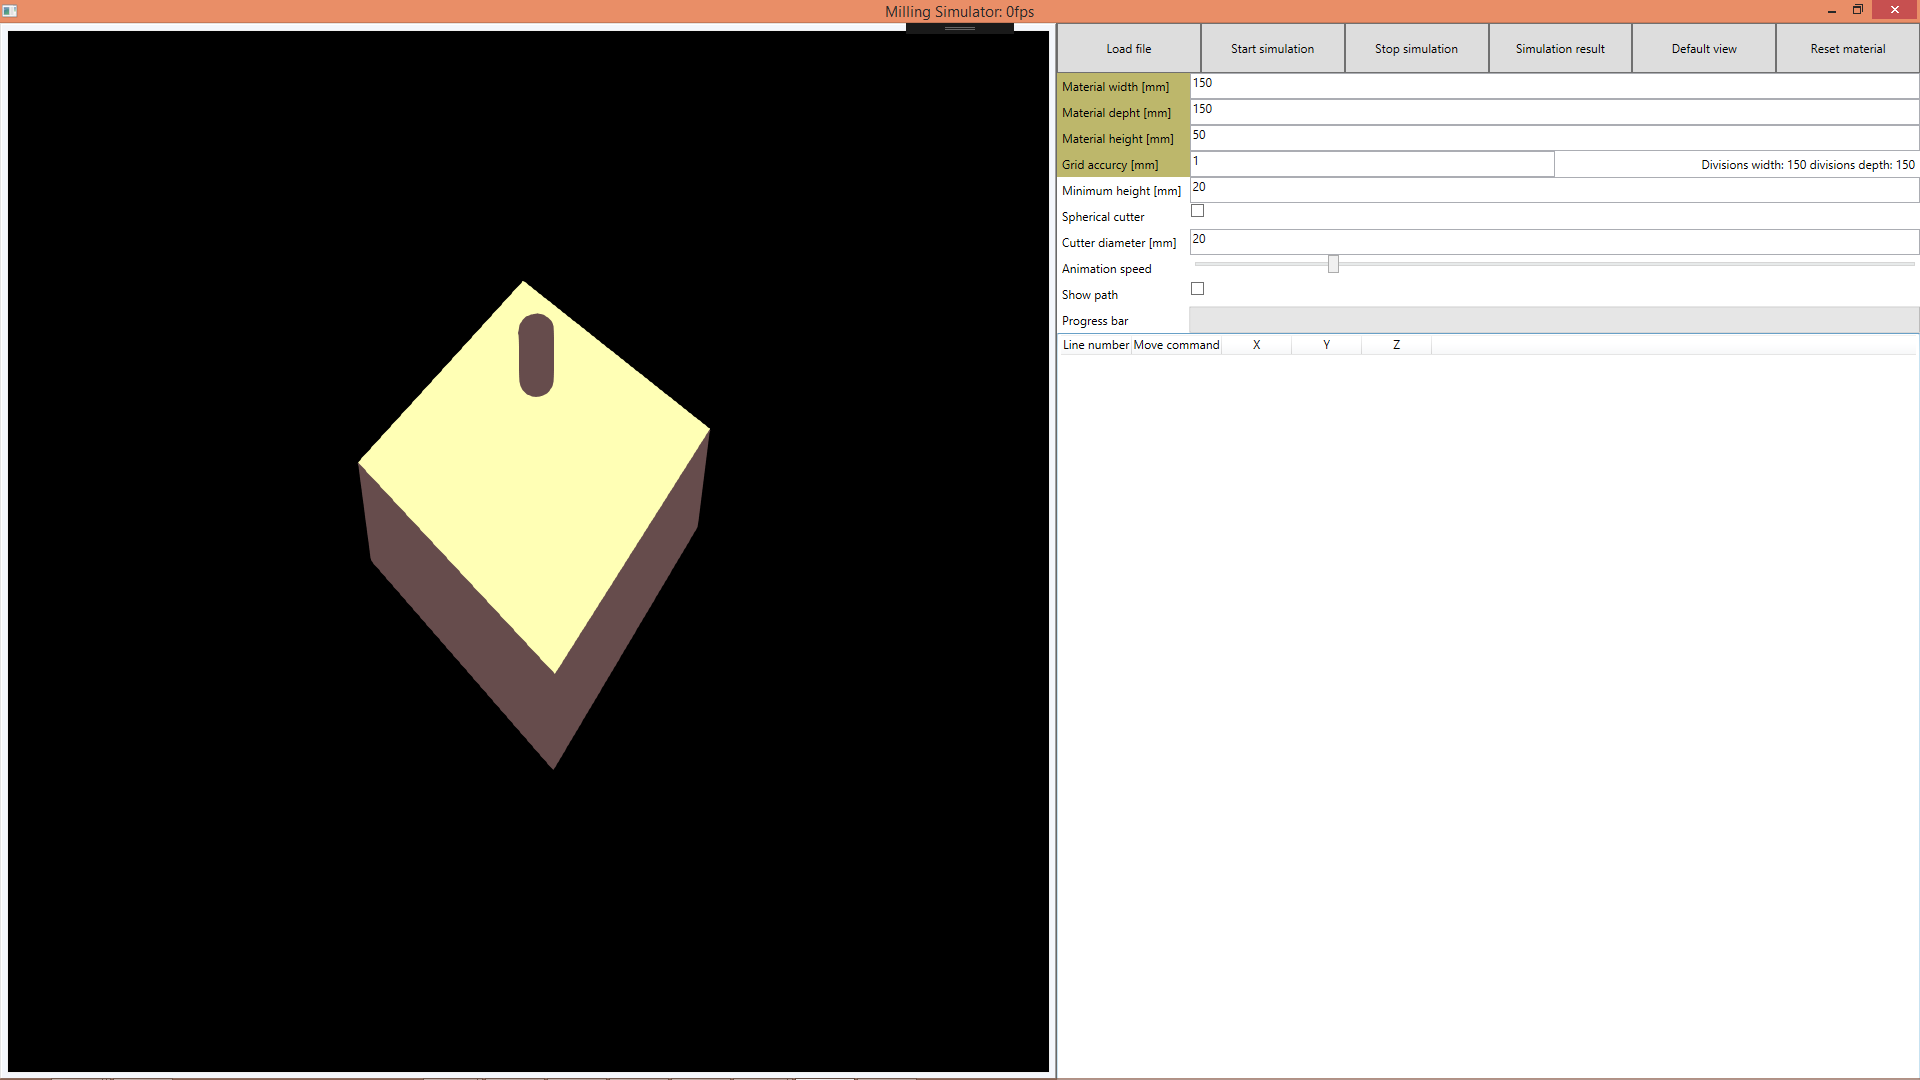 Milling Simulator: 0fps
Load file
Start simulation
Stop simulation
Simulation result
Default view
Reset material
Material width [mm] 150
Material depht [mm] 150
Material height [mm] 50
Grid accurcy [mm] 1 Divisions width: 150 divisions depth: 150
Minimum height [mm] 20
Spherical cutter
Cutter diameter [mm] 20
Animation speed
Show path
Progress bar
Line number Move command X Y Z